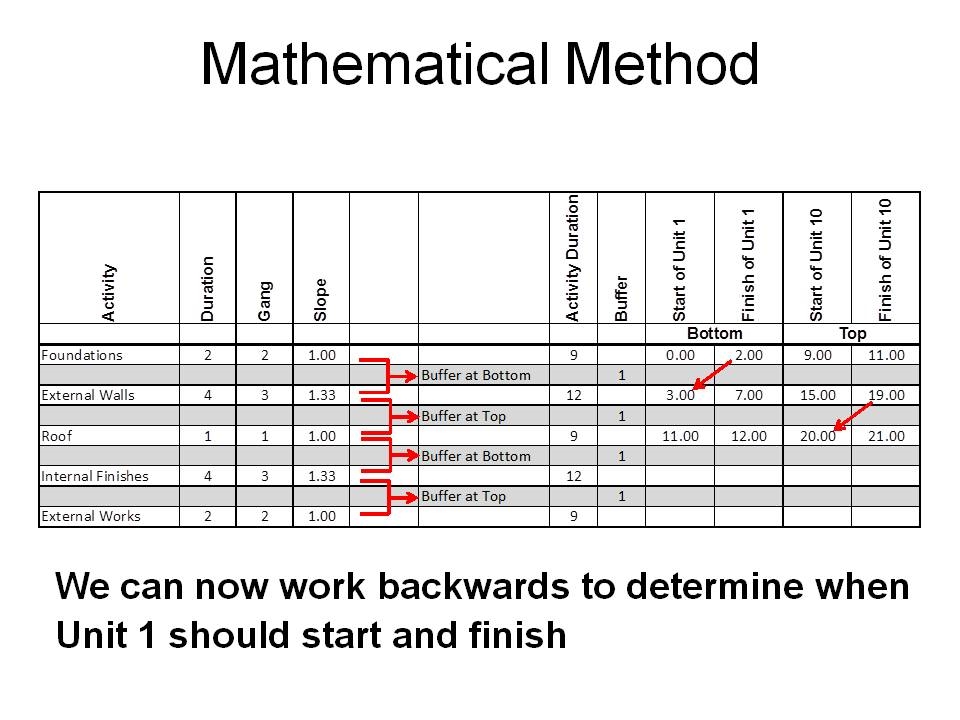 Mathematical Method
Activity Duration Gang Slope Activity Duration Buffer Start of Unit 1 Finish of Unit 1 Start of Unit 10 Finish of Unit 10
Bottom Top
Foundations 2 2 1.00 9 0.00 2.00 9.00 11.00
Buffer at Bottom 1
External Walls 4 3 1.33 12 3.00 7.00 15.00 19.00
Buffer at Top 1
Roof 1 1 1.00 9 11.00 12.00 20.00 21.00
Buffer at Bottom 1
Internal Finishes 4 3 1.33 12
Buffer at Top 1
External Works 2 2 1.00 9
We can now work backwards to determine when
Unit 1 should start and finish